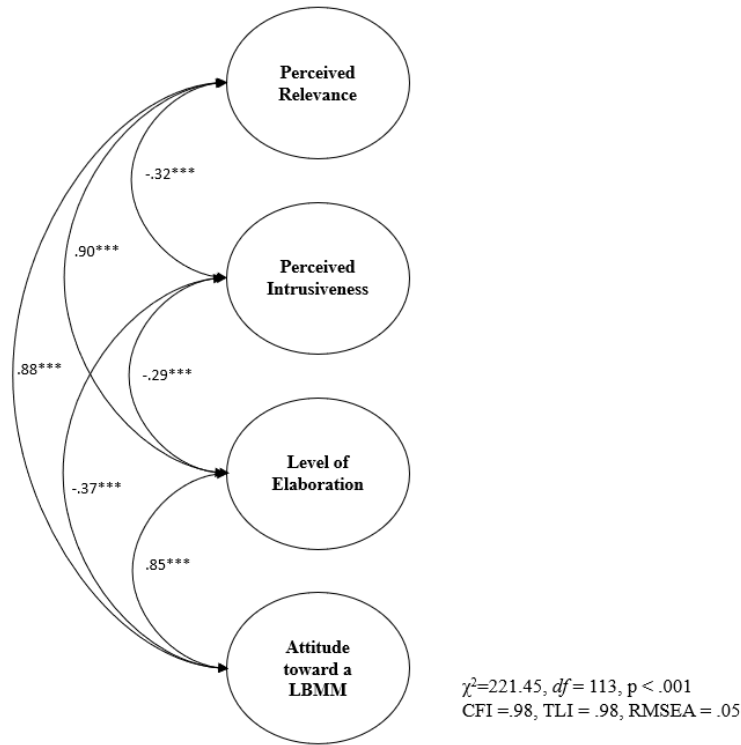 Perceived
Relevance
-.32***
.90***
Perceived
Intrusiveness
.88***
-.29***
Level of
Elaboration
-.37***
.85***
Attitude
toward a
LBMM
χ²=221.45, df = 113, p < .001
CFI =.98, TLI = .98, RMSEA = .05